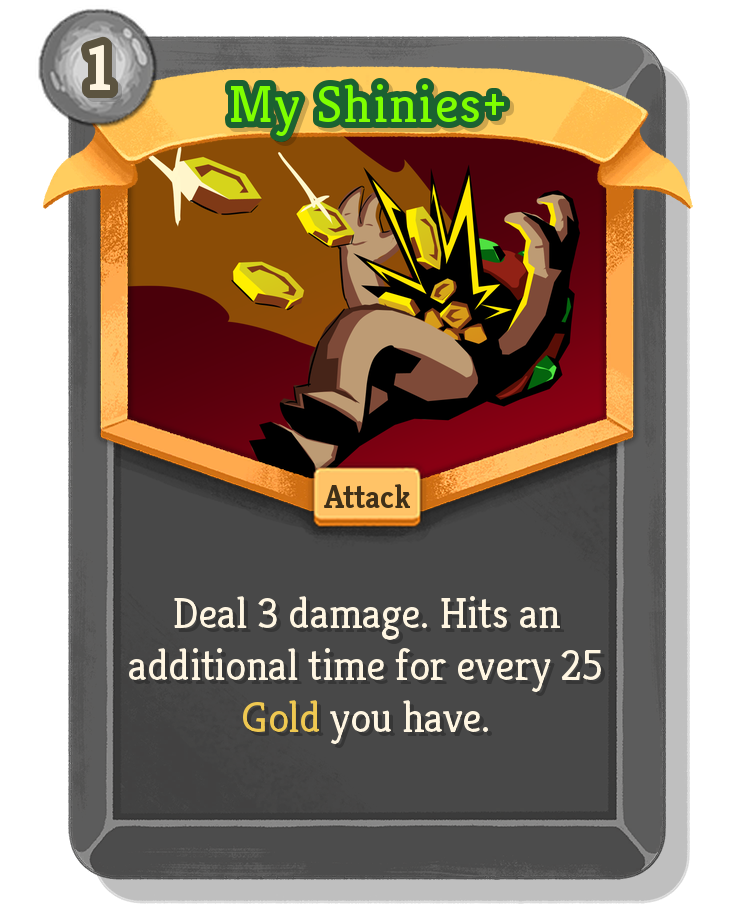 1
My Shinies+
Attack
Deal 3 damage. Hits an
additional time for every 25
Gold you have.